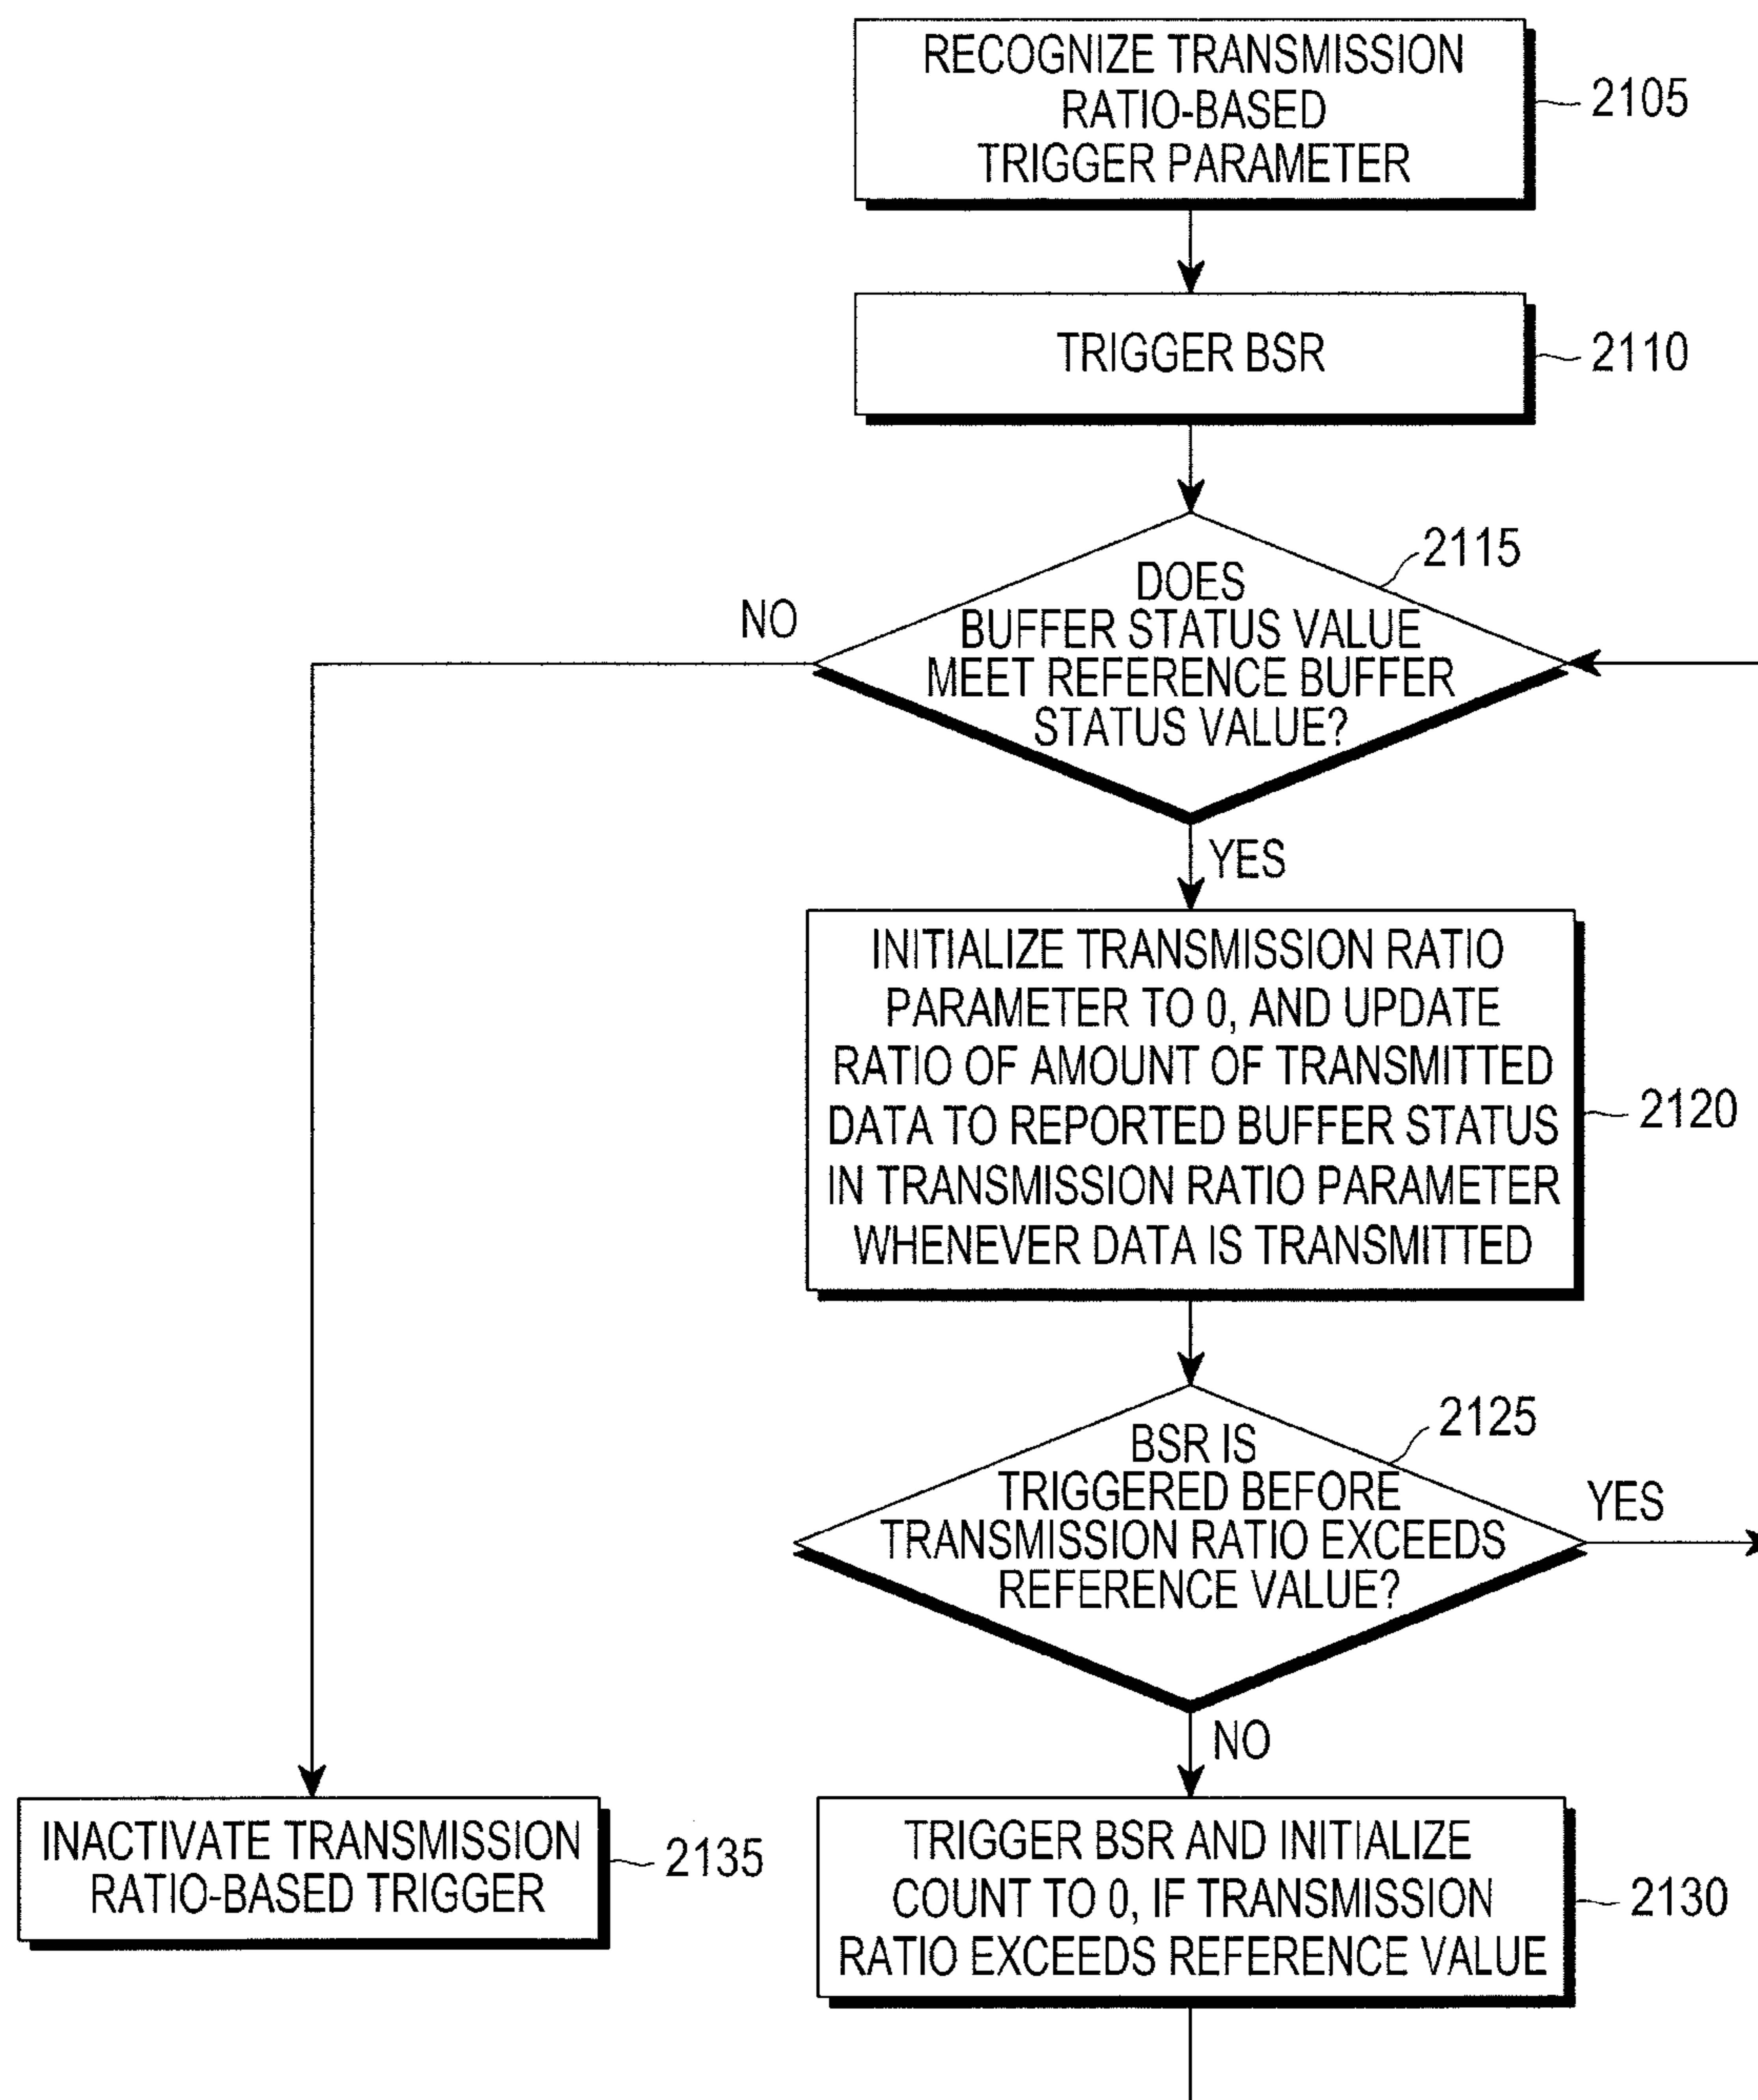 RECOGNIZE TRANSMISSION
RATIO-BASED
TRIGGER PARAMETER
2105
TRIGGER BSR
2110
2115
DOES
BUFFER STATUS VALUE
MEET REFERENCE BUFFER
STATUS VALUE?
NO
YES
INITIALIZE TRANSMISSION RATIO
PARAMETER TO 0, AND UPDATE
RATIO OF AMOUNT OF TRANSMITTED
DATA TO REPORTED BUFFER STATUS
IN TRANSMISSION RATIO PARAMETER
WHENEVER DATA IS TRANSMITTED
2120
2125
BSR IS
TRIGGERED BEFORE
TRANSMISSION RATIO EXCEEDS
REFERENCE VALUE?
YES
NO
INACTIVATE TRANSMISSION
RATIO-BASED TRIGGER
2135
TRIGGER BSR AND INITIALIZE
COUNT TO 0, IF TRANSMISSION
RATIO EXCEEDS REFERENCE VALUE
2130